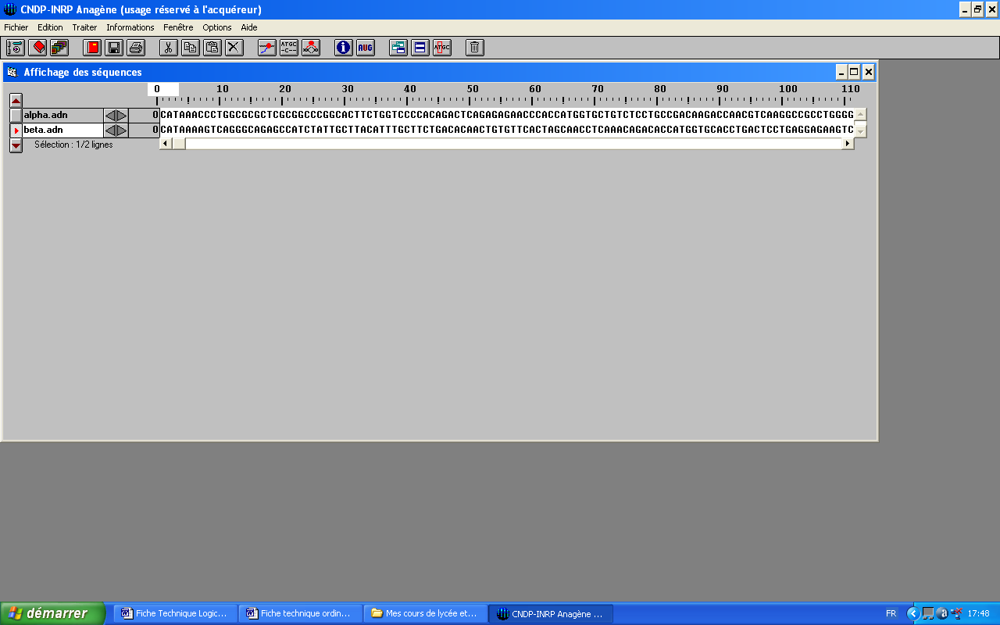 CNDP-INRP Anagène (usage réservé à l'acquéreur)
Fichier Edition Traiter Informations Fenêtre Options Aide
ATGC -C-- AUG ATGC
Affichage des séquences
0 10 20 30 40 50 60 70 80 90 100 110
alpha.adn 0 CATAAACCCTGGCGCGCTCGCGGCCCGGCACTTCTGGTCCCCACAGACTCAGAGAGAACCCACCATGGTGCTGTCTCCTGCCGACAAGACCAACGTCAAGGCCGCCTGGGG
beta.adn 0 CATAAAAGTCAGGGCAGAGCCATCTATTGCTTACATTTGCTTCTGACACAACTGTGTTCACTAGCAACCTCAAACAGACACCATGGTGCACCTGACTCCTGAGGAGAAGTC
Sélection : 1/2 lignes
démarrer Fiche Technique Logic... Fiche technique ordin... Mes cours de lycée et... CNDP-INRP Anagène ... FR 17:48